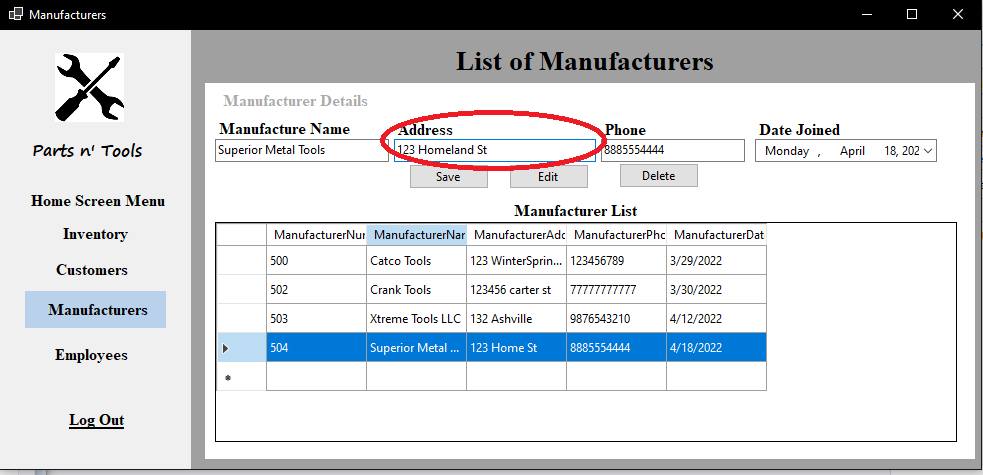 Manufacturers
List of Manufacturers
Parts n' Tools
Home Screen Menu
Inventory
Customers
Manufacturers
Employees
Log Out
Manufacturer Details
Manufacture Name Address Phone Date Joined
Superior Metal Tools 123 Homeland St 8885554444 Monday , April 18, 202
Save Edit Delete
Manufacturer List
ManufacturerNur ManufacturerNar ManufacturerAdd ManufacturerPhc ManufacturerDat
500 Catco Tools 123 WinterSprin... 123456789 3/29/2022
502 Crank Tools 123456 carter st 77777777777 3/30/2022
503 Xtreme Tools LLC 132 Ashville 9876543210 4/12/2022
504 Superior Metal ... 123 Home St 8885554444 4/18/2022